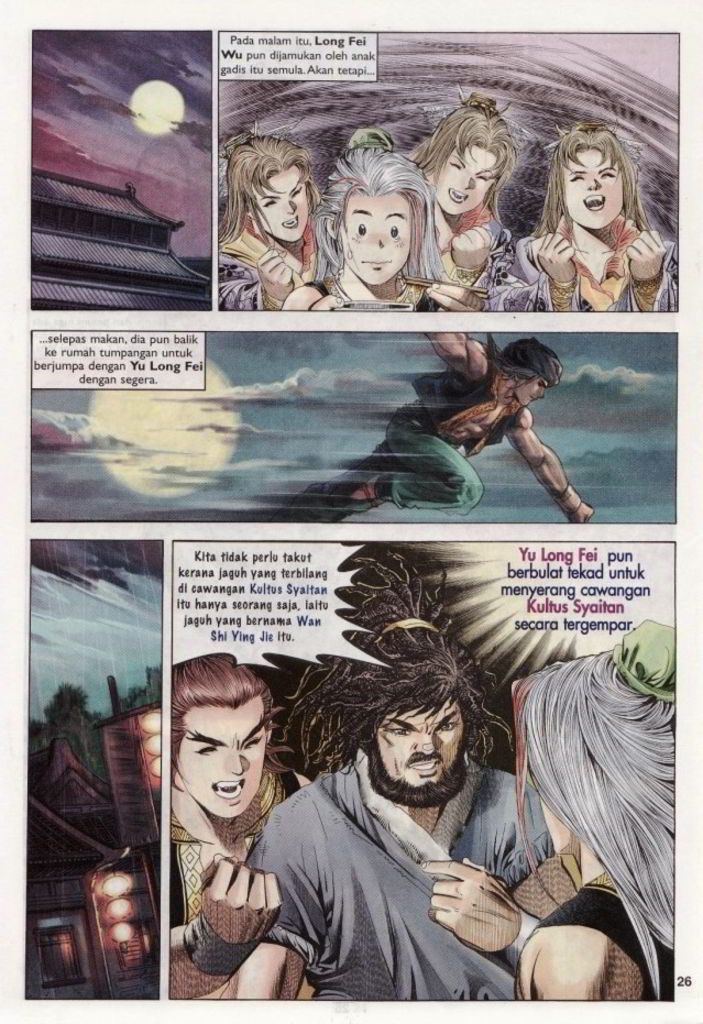 Pada malam itu, Long Fei
Wu pun dijamukan oleh anak
gadis itu semula. Akan tetapi...
...selepas makan, dia pun balik
ke rumah tumpangan untuk
berjumpa dengan Yu Long Fei
dengan segera.
Kita tidak perlu takut
kerana jaguh yang terbilang
di cawangan Kultus Syaitan
itu hanya seorang saja, iaitu
jaguh yang bernama Wan
Shi Ying Jie itu.
Yu Long Fei pun
berbulat tekad untuk
menyerang cawangan
Kultus Syaitan
secara tergempar.
26